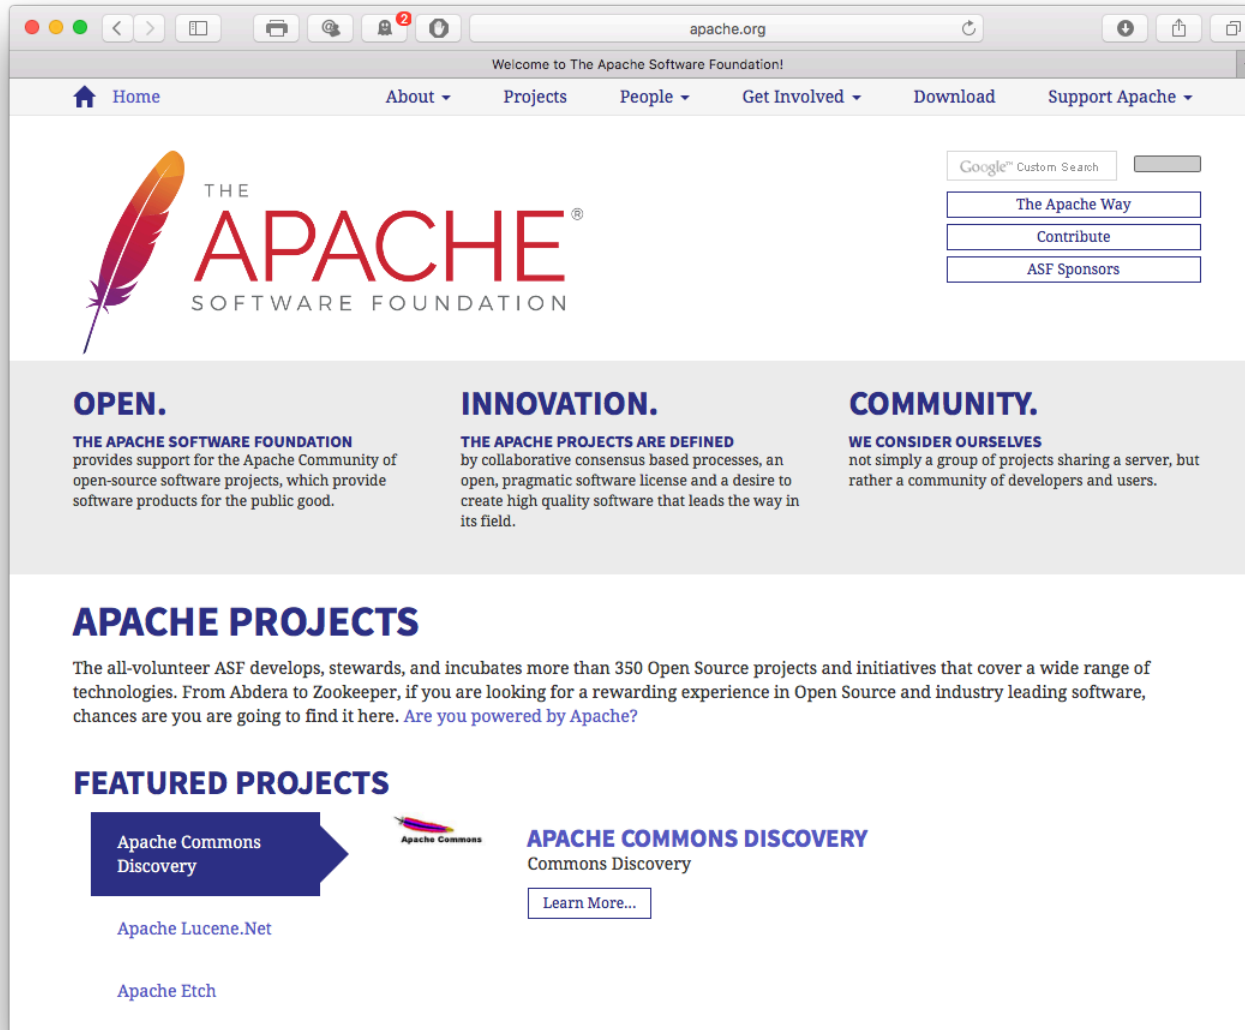 2
apache.org
Welcome to The Apache Software Foundation!
Home About Projects People Get Involved Download Support Apache
THE
APACHE®
SOFTWARE FOUNDATION
Google™ Custom Search
The Apache Way
Contribute
ASF Sponsors
OPEN.
THE APACHE SOFTWARE FOUNDATION
provides support for the Apache Community of
open-source software projects, which provide
software products for the public good.
INNOVATION.
THE APACHE PROJECTS ARE DEFINED
by collaborative consensus based processes, an
open, pragmatic software license and a desire to
create high quality software that leads the way in
its field.
COMMUNITY.
WE CONSIDER OURSELVES
not simply a group of projects sharing a server, but
rather a community of developers and users.
APACHE PROJECTS
The all-volunteer ASF develops, stewards, and incubates more than 350 Open Source projects and initiatives that cover a wide range of
technologies. From Abdera to Zookeeper, if you are looking for a rewarding experience in Open Source and industry leading software,
chances are you are going to find it here. Are you powered by Apache?
FEATURED PROJECTS
Apache Commons
Discovery
Apache Lucene.Net
Apache Etch
Apache Commons
APACHE COMMONS DISCOVERY
Commons Discovery
Learn More...